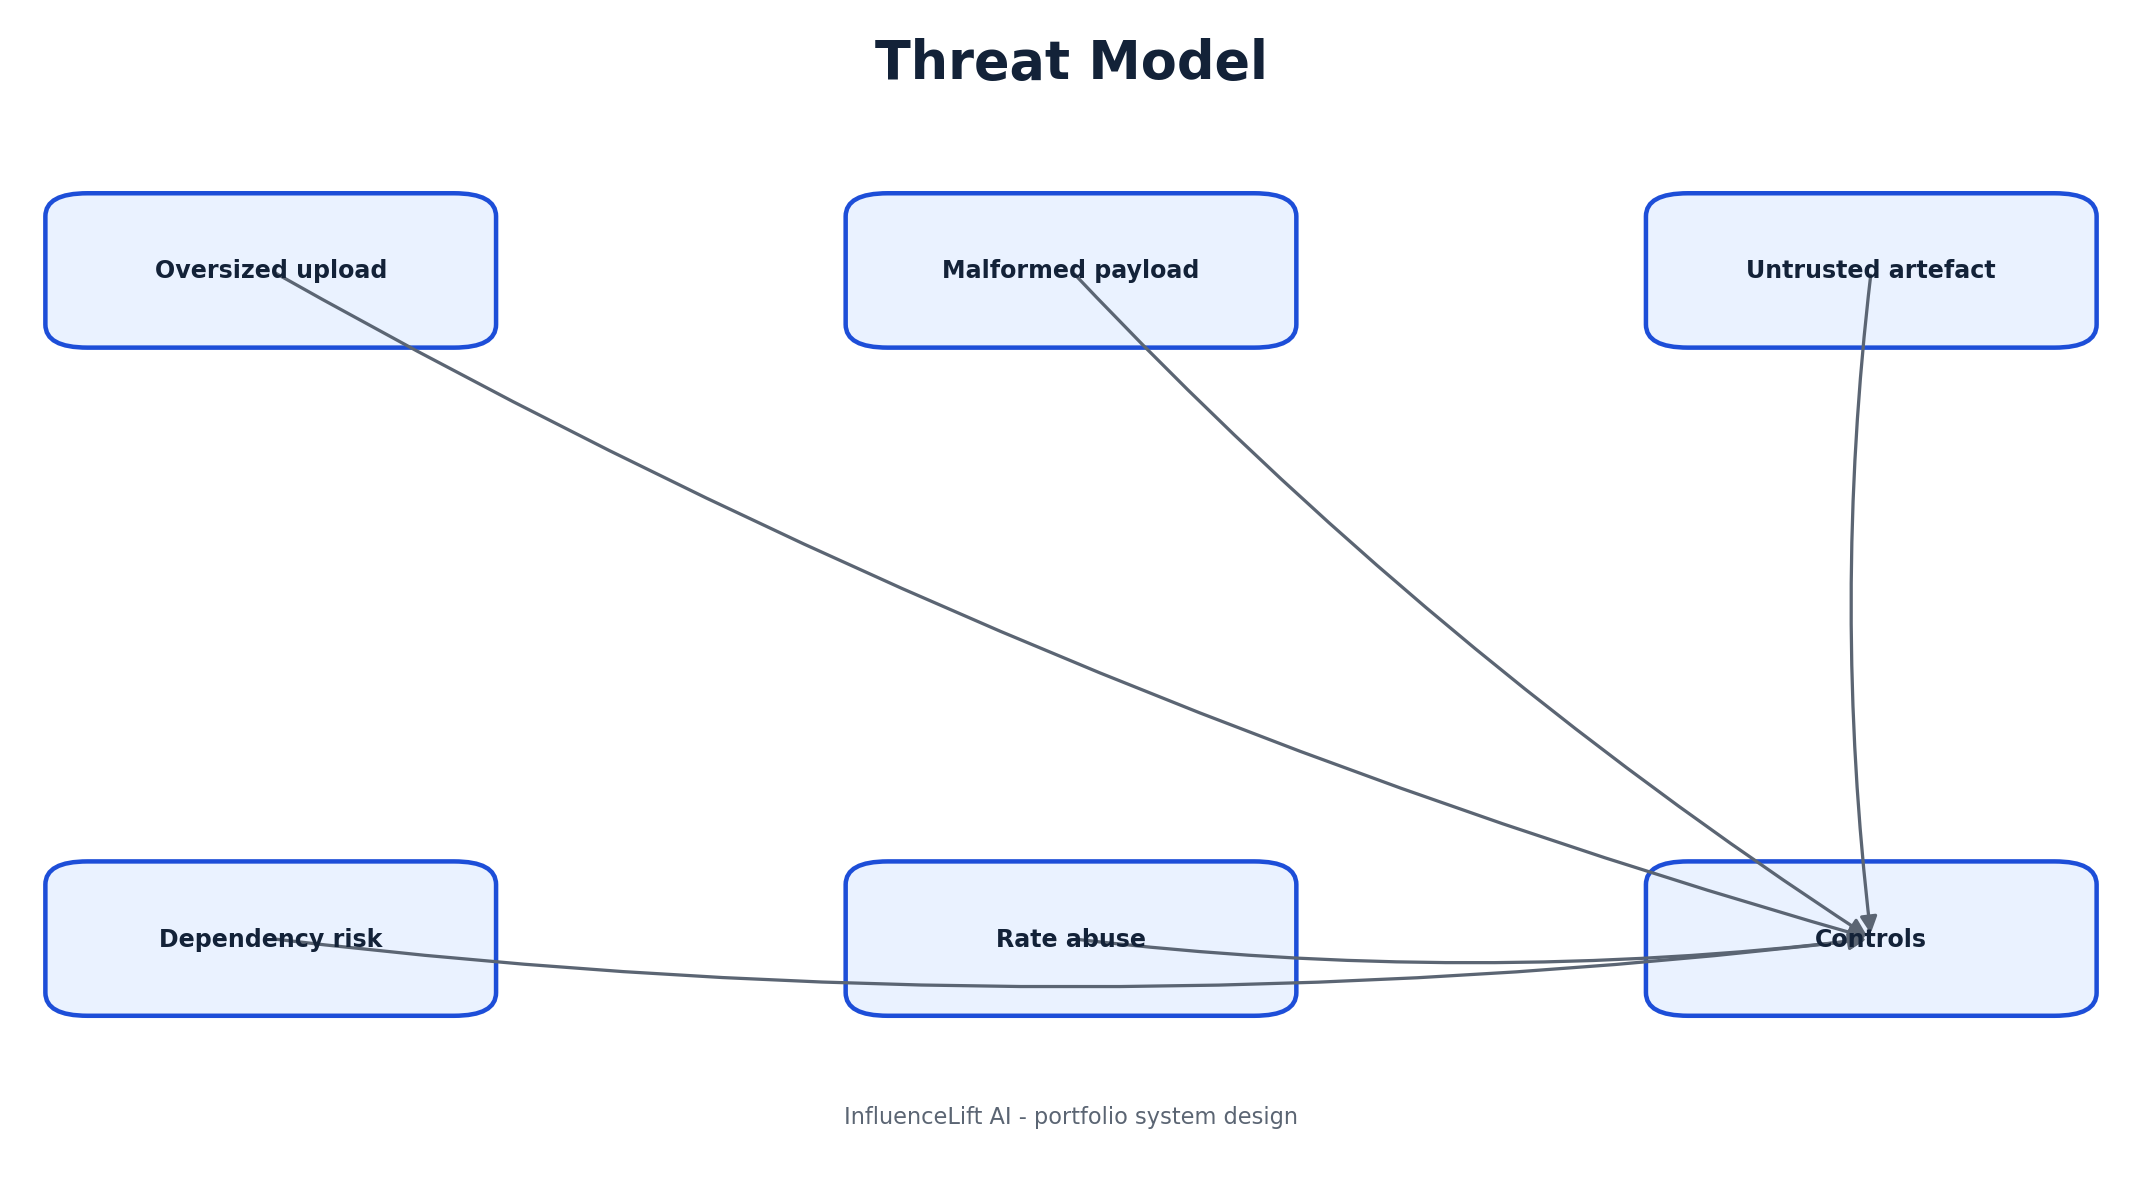 Threat Model
Oversized upload
Malformed payload
Untrusted artefact
Dependency risk
Rate abuse
Controls
InfluenceLift AI - portfolio system design